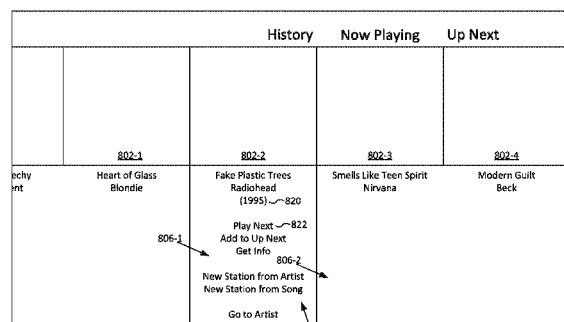 History Now Playing Up Next
802-1 802-2 802-3 802-4
echy Heart of Glass Fake Plastic Trees Smells Like Teen Spirit Modern Guilt
ent Blondie Radiohead Nirvana Beck
(1995) 820
Play Next 822
806-1 Add to Up Next
Get Info
806-2
New Station from Artist
New Station from Song
Go to Artist